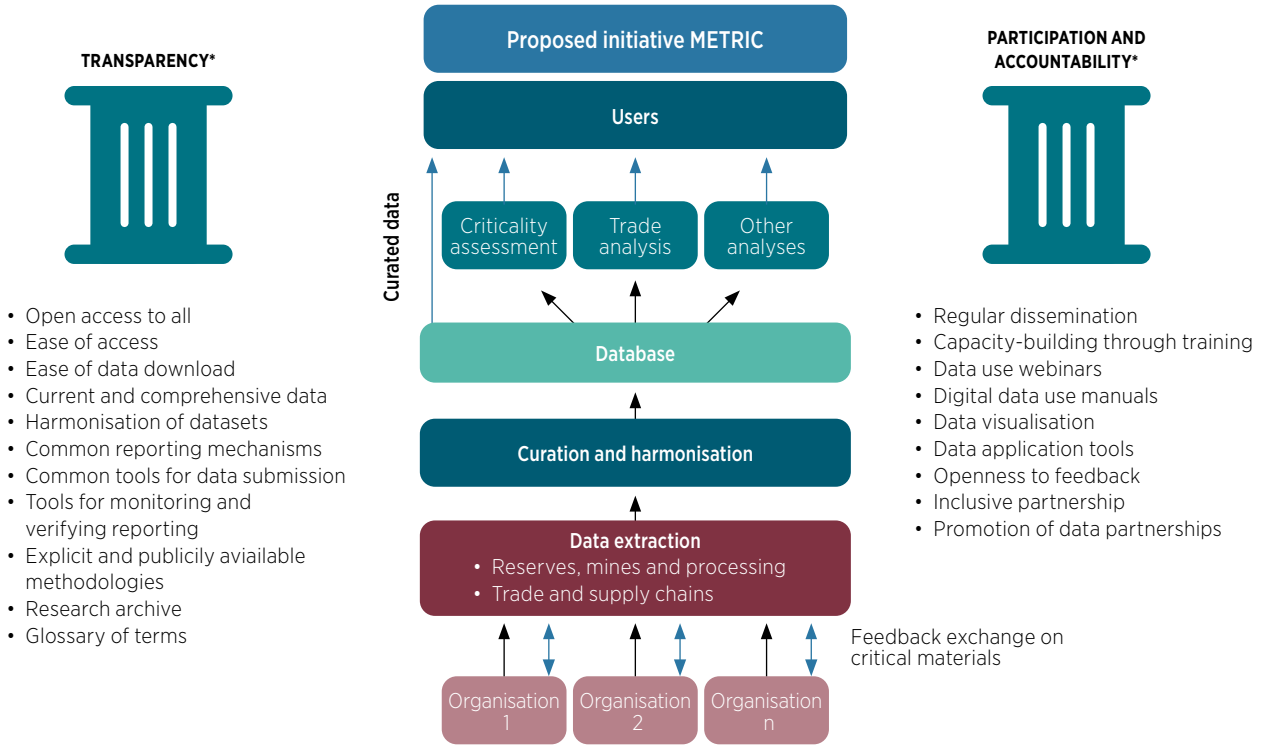 TRANSPARENCY*
• Open access to all
• Ease of access
• Ease of data download
• Current and comprehensive data
• Harmonisation of datasets
• Common reporting mechanisms
• Common tools for data submission
• Tools for monitoring and
verifying reporting
• Explicit and publicily aviailable
methodologies
• Research archive
• Glossary of terms
Proposed initiative METRIC
Users
Curated data
Criticality
assessment
Trade
analysis
Other
analyses
Database
Curation and harmonisation
Data extraction
• Reserves, mines and processing
• Trade and supply chains
Feedback exchange on
critical materials
Organisation
1
Organisation
2
Organisation
n
PARTICIPATION AND
ACCOUNTABILITY*
• Regular dissemination
• Capacity-building through training
• Data use webinars
• Digital data use manuals
• Data visualisation
• Data application tools
• Openness to feedback
• Inclusive partnership
• Promotion of data partnerships